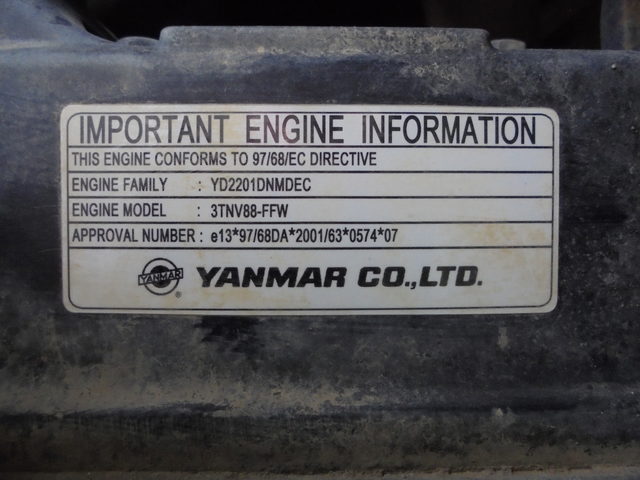 IMPORTANT ENGINE INFORMATION
THIS ENGINE CONFORMS TO 97/68/EC DIRECTIVE
ENGINE FAMILY : YD2201DNMDEC
ENGINE MODEL : 3TNV88-FFW
APPROVAL NUMBER : e13*97/68DA*2001/63*0574*07
YANMAR ® YANMAR CO.,LTD.